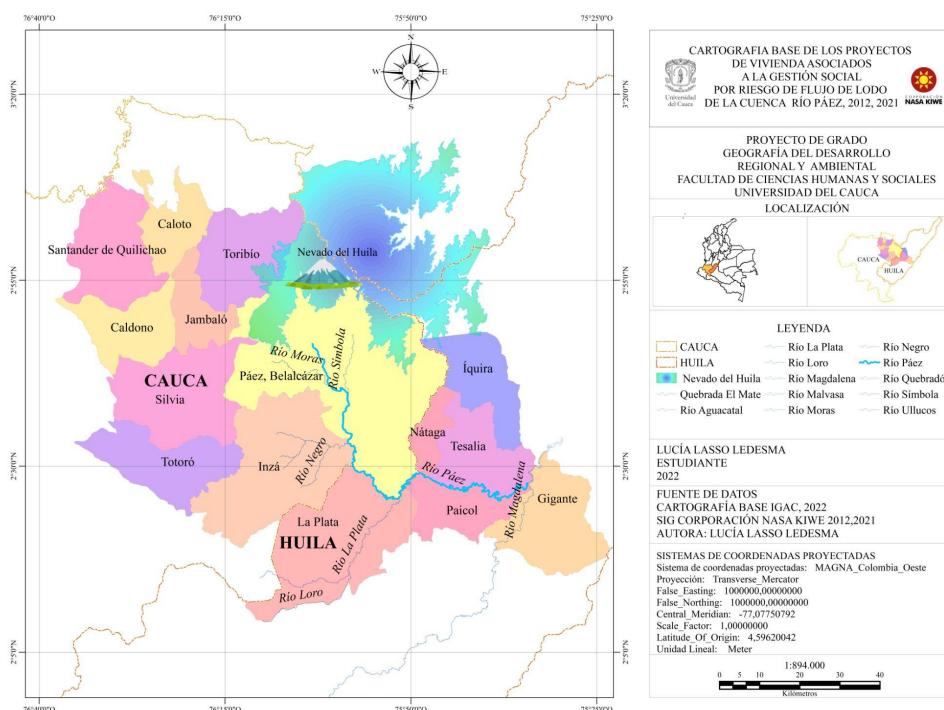 76°40'0"O
76°15'0"O
75°50'0"O
75°25'0"O
3°20'0"N
3°20'0"N
2°55'0"N
2°55'0"N
2°30'0"N
2°30'0"N
2°5'0"N
2°5'0"N
76°40'0"O
76°15'0"O
75°50'0"O
75°25'0"O
N
W
E
S
Caloto
Santander de Quilichao
Toribío
Nevado del Huila
Caldono
Jambaló
Río Moras
Río Símbola
Íquira
CAUCA
Silvia
Páez, Belalcázar
Nátaga
Tesalia
Totoró
Inzá
Río Negro
Río Páez
Río Magdalena
Gigante
La Plata
HUILA
Río La Plata
Paicol
Río Loro
CARTOGRAFIA BASE DE LOS PROYECTOS
DE VIVIENDA ASOCIADOS
A LA GESTIÓN SOCIAL
POR RIESGO DE FLUJO DE LODO
DE LA CUENCA RÍO PÁEZ, 2012, 2021
Universidad
del Cauca
CORPORACIÓN
NASA KIWE
PROYECTO DE GRADO
GEOGRAFÍA DEL DESARROLLO
REGIONAL Y AMBIENTAL
FACULTAD DE CIENCIAS HUMANAS Y SOCIALES
UNIVERSIDAD DEL CAUCA
LOCALIZACIÓN
CAUCA
HUILA
LEYENDA
CAUCA
HUILA
Nevado del Huila
Quebrada El Mate
Río Aguacatal
Río La Plata
Río Loro
Río Magdalena
Río Malvasa
Río Moras
Río Negro
Río Páez
Río Quebradó
Río Símbola
Río Ullucos
LUCÍA LASSO LEDESMA
ESTUDIANTE
2022
FUENTE DE DATOS
CARTOGRAFÍA BASE IGAC, 2022
SIG CORPORACIÓN NASA KIWE 2012,2021
AUTORA: LUCÍA LASSO LEDESMA
SISTEMAS DE COORDENADAS PROYECTADAS
Sistema de coordenadas proyectadas: MAGNA_Colombia_Oeste
Proyección: Transverse_Mercator
False_Easting: 1000000,00000000
False_Northing: 1000000,00000000
Central_Meridian: -77,07750792
Scale_Factor: 1,00000000
Latitude_Of_Origin: 4,59620042
Unidad Lineal: Meter
1:894.000
0 5 10 20 30 40
Kilómetros